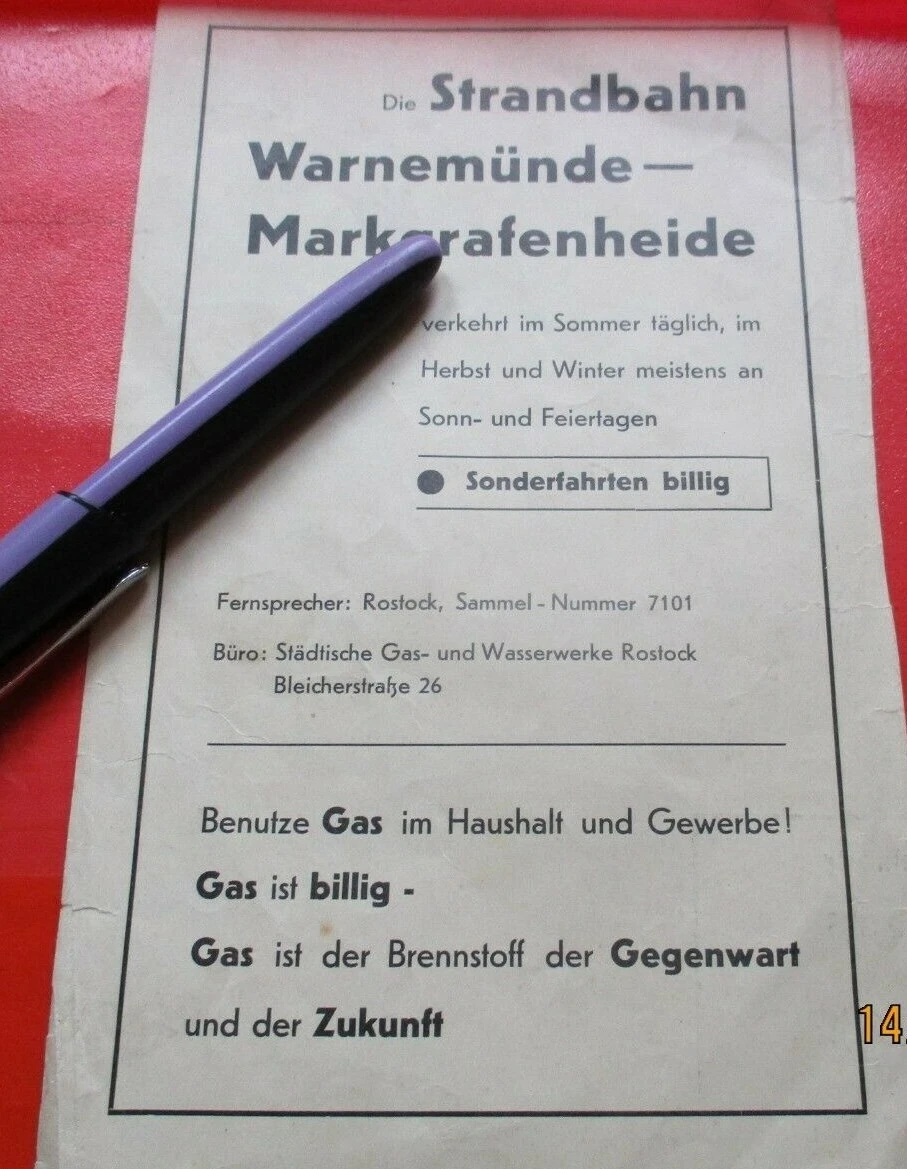 Die Strandbahn
Warnemünde—
Markgrafenheide
verkehrt im Sommer täglich, im
Herbst und Winter meistens an
Sonn- und Feiertagen
● Sonderfahrten billig
Fernsprecher: Rostock, Sammel-Nummer 7101
Büro: Städtische Gas- und Wasserwerke Rostock
Bleicherstraße 26
Benutze Gas im Haushalt und Gewerbe!
Gas ist billig -
Gas ist der Brennstoff der Gegenwart
und der Zukunft
14.